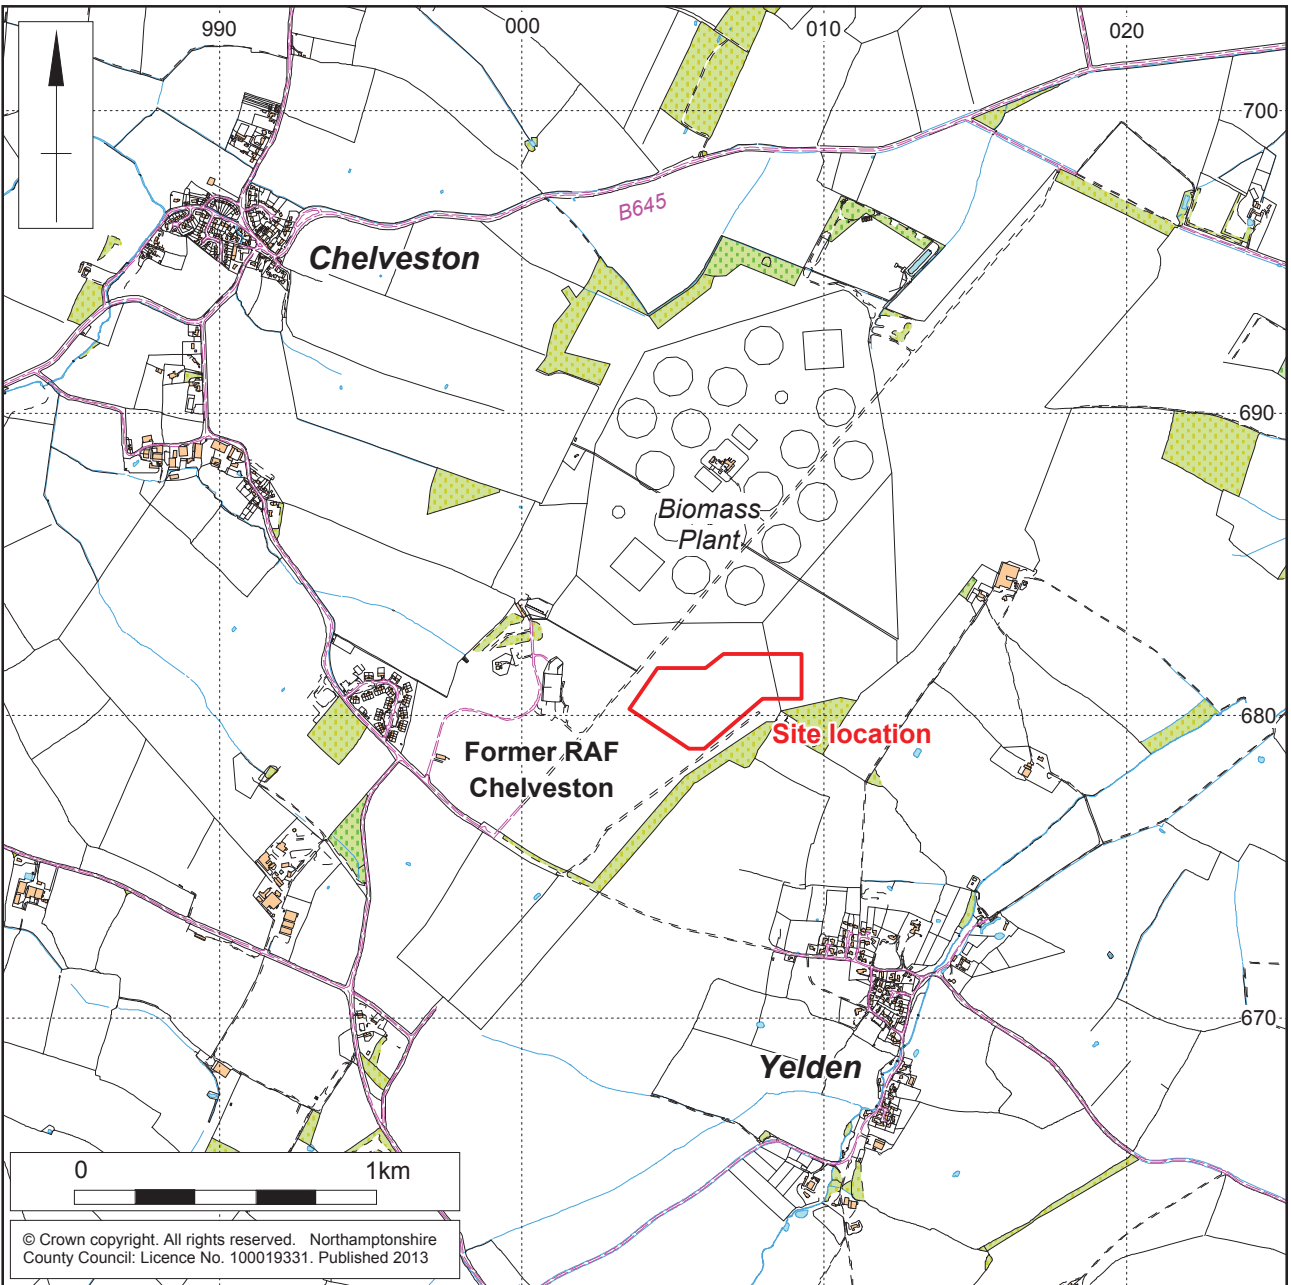 990
000
010
020
700
B645
Chelveston
690
Biomass
Plant
680
Site location
Former RAF
Chelveston
670
Yelden
0
1km
© Crown copyright. All rights reserved. Northamptonshire
County Council: Licence No. 100019331. Published 2013